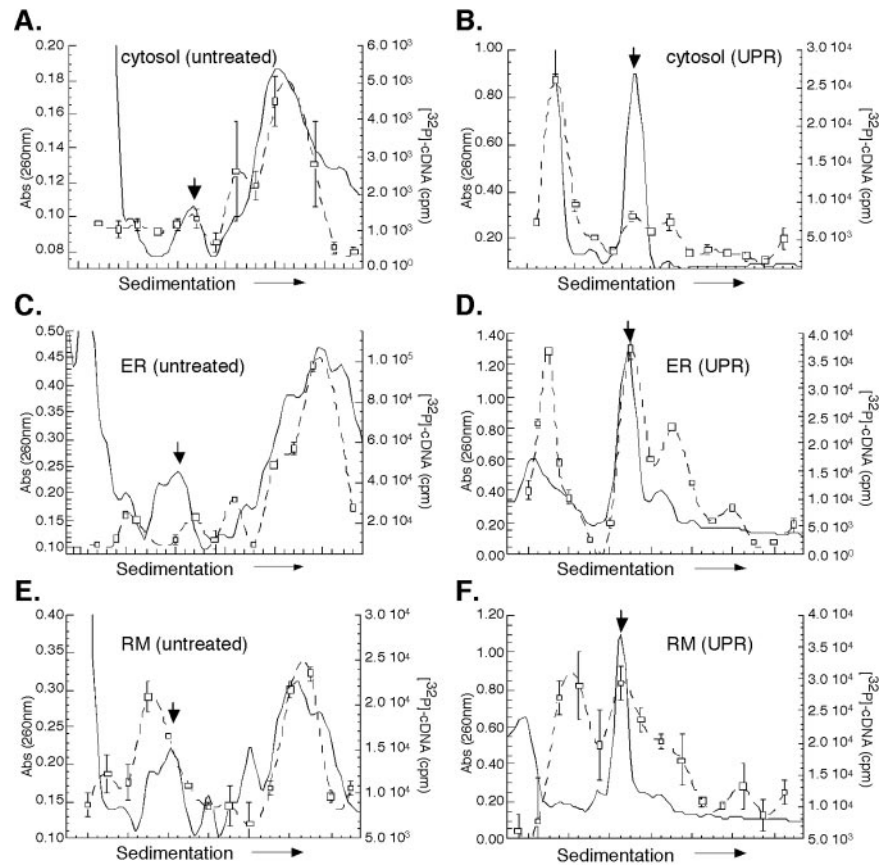 A.
cytosol (untreated)
0.20
0.18
0.16
0.14
0.12
0.10
0.08
Abs (260nm)
6.0 10³
5.0 10³
4.0 10³
3.0 10³
2.0 10³
1.0 10³
0.0 10⁰
[³²P]-cDNA (cpm)
Sedimentation
B.
cytosol (UPR)
1.00
0.80
0.60
0.40
0.20
Abs (260nm)
3.0 10⁴
2.5 10⁴
2.0 10⁴
1.5 10⁴
1.0 10⁴
5.0 10³
0.0 10⁰
[³²P]-cDNA (cpm)
Sedimentation
C.
ER (untreated)
0.50
0.45
0.40
0.35
0.30
0.25
0.20
0.15
0.10
Abs (260nm)
1.0 10⁵
8.0 10⁴
6.0 10⁴
4.0 10⁴
2.0 10⁴
[³²P]-cDNA (cpm)
Sedimentation
D.
ER (UPR)
1.40
1.20
1.00
0.80
0.60
0.40
0.20
0.00
Abs (260nm)
4.0 10⁴
3.5 10⁴
3.0 10⁴
2.5 10⁴
2.0 10⁴
1.5 10⁴
1.0 10⁴
5.0 10³
0.0 10⁰
[³²P]-cDNA (cpm)
Sedimentation
E.
RM (untreated)
0.40
0.35
0.30
0.25
0.20
0.15
0.10
Abs (260nm)
3.0 10⁴
2.5 10⁴
2.0 10⁴
1.5 10⁴
1.0 10⁴
5.0 10³
[³²P]-cDNA (cpm)
Sedimentation
F.
RM (UPR)
1.20
1.00
0.80
0.60
0.40
0.20
0.00
Abs (260nm)
4.0 10⁴
3.5 10⁴
3.0 10⁴
2.5 10⁴
2.0 10⁴
1.5 10⁴
1.0 10⁴
5.0 10³
[³²P]-cDNA (cpm)
Sedimentation